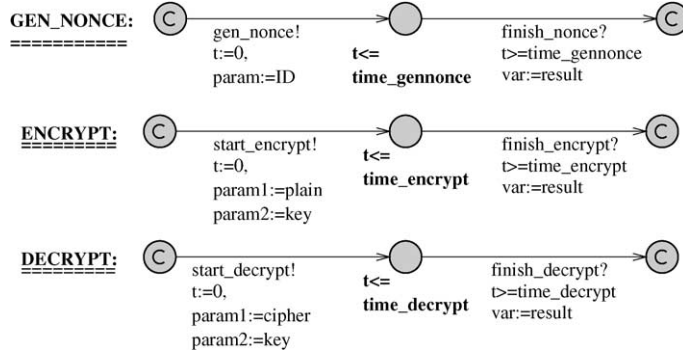 GEN_NONCE:
C
C
gen_nonce!
t:=0,
param:=ID
t<=
time_gennonce
finish_nonce?
t>=time_gennonce
var:=result
ENCRYPT:
C
C
start_encrypt!
t:=0,
param1:=plain
param2:=key
t<=
time_encrypt
finish_encrypt?
t>=time_encrypt
var:=result
DECRYPT:
C
C
start_decrypt!
t:=0,
param1:=cipher
param2:=key
t<=
time_decrypt
finish_decrypt?
t>=time_decrypt
var:=result